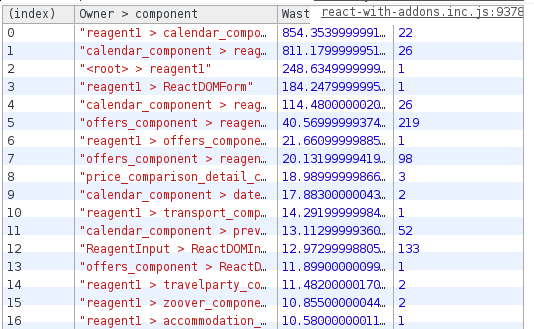 (index) Owner > component Wast react-with-addons.inc.js:9378
0 "reagent1 > calendar_compo… 854.3539999991… 22
1 "calendar_component > reag… 811.1799999951… 26
2 "<root> > reagent1" 248.6349999999… 1
3 "reagent1 > ReactDOMForm" 184.2479999995… 1
4 "calendar_component > reag… 114.4800000020… 26
5 "offers_component > reagen… 40.56999999374… 219
6 "reagent1 > offers_compone… 21.66099999885… 1
7 "offers_component > reagen… 20.13199999419… 98
8 "price_comparison_detail_c… 18.98999999866… 3
9 "calendar_component > date… 17.88300000043… 2
10 "reagent1 > transport_comp… 14.29199999984… 1
11 "calendar_component > prev… 13.11299999360… 52
12 "ReagentInput > ReactDOMIn… 12.97299998805… 133
13 "offers_component > ReactD… 11.89900000099… 1
14 "reagent1 > travelparty_co… 11.48200000170… 2
15 "reagent1 > zoover_compone… 10.85500000044… 2
16 "reagent1 > accommodation_… 10.58000000011… 1